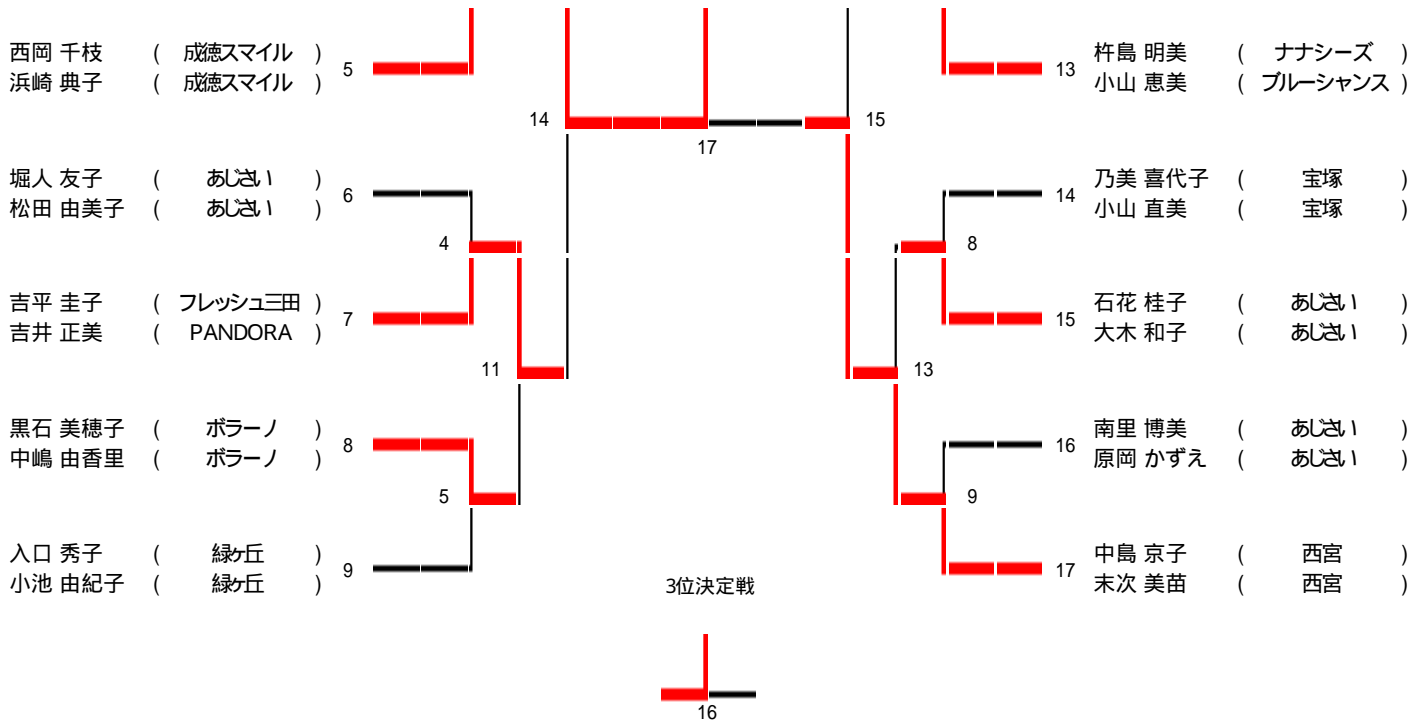 西岡 千枝 ( 成徳スマイル )
浜崎 典子 ( 成徳スマイル )
5
杵島 明美 ( ナナシーズ )
小山 恵美 ( ブルーシャンス )
13
14
17
15
堀人 友子 ( あじさい )
松田 由美子 ( あじさい )
6
乃美 喜代子 ( 宝塚 )
小山 直美 ( 宝塚 )
14
4
8
吉平 圭子 ( フレッシュ三田 )
吉井 正美 ( PANDORA )
7
石花 桂子 ( あじさい )
大木 和子 ( あじさい )
15
11
13
黒石 美穂子 ( ボラーノ )
中嶋 由香里 ( ボラーノ )
8
南里 博美 ( あじさい )
原岡 かずえ ( あじさい )
16
5
9
入口 秀子 ( 緑ヶ丘 )
小池 由紀子 ( 緑ヶ丘 )
9
中島 京子 ( 西宮 )
末次 美苗 ( 西宮 )
17
3位決定戦
16